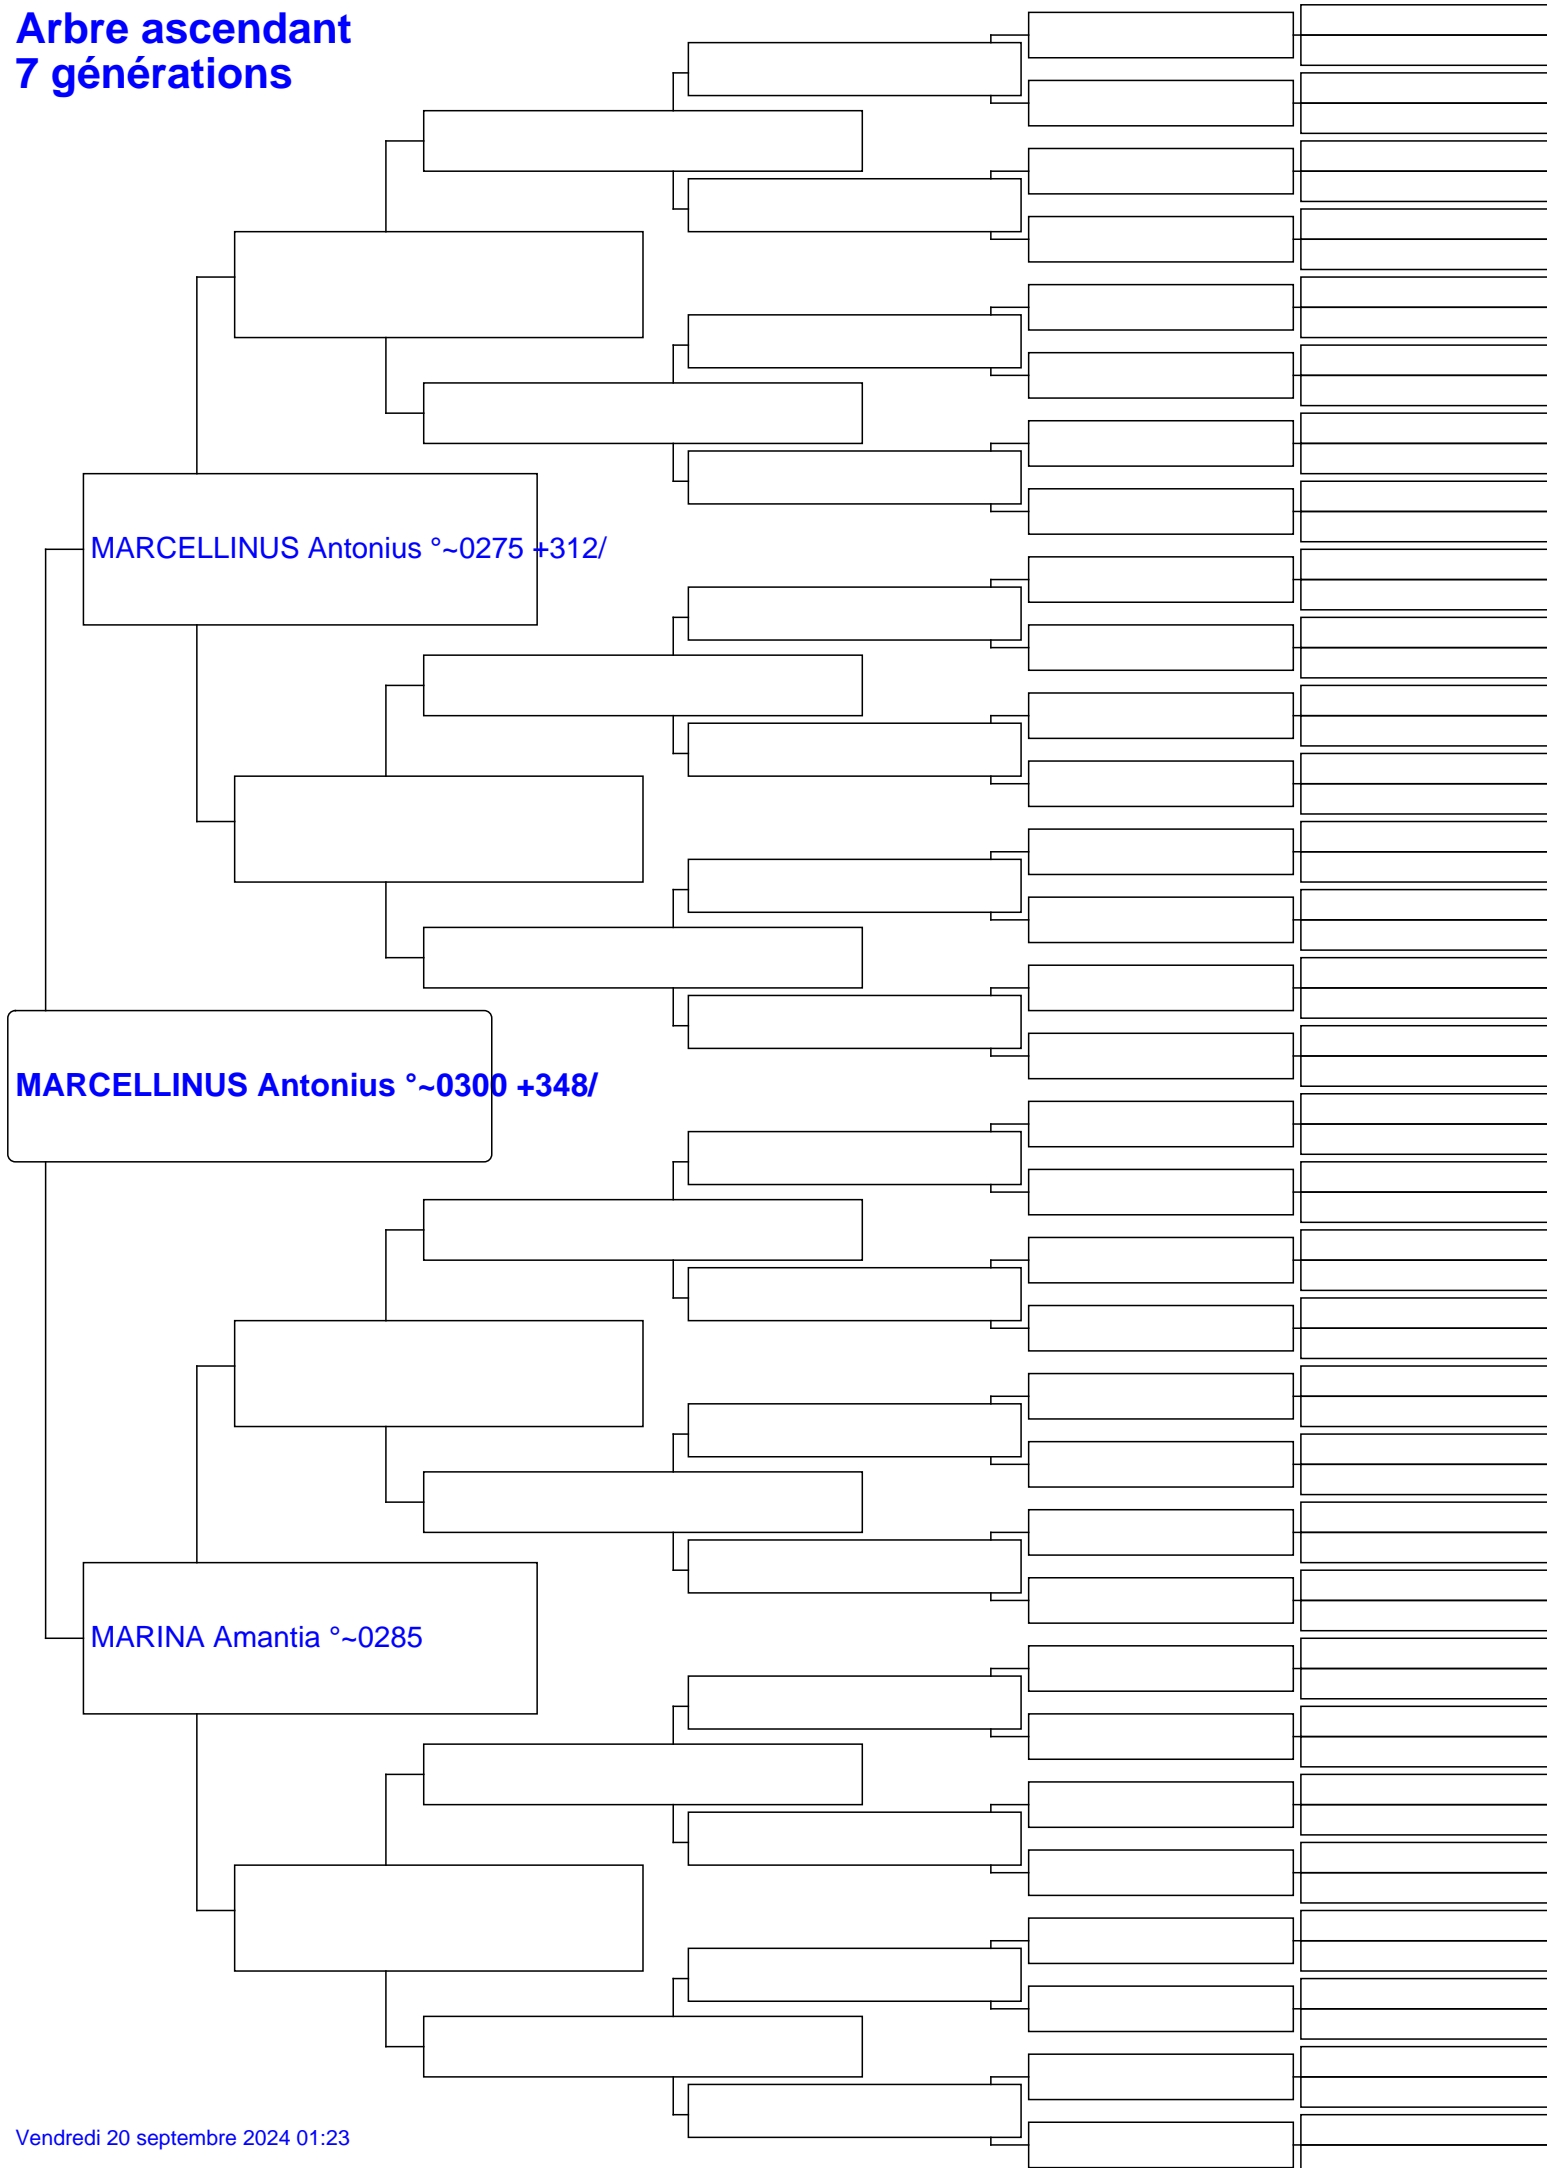 Arbre ascendant
7 générations
MARCELLINUS Antonius °~0275 +312/
MARCELLINUS Antonius °~0300 +348/
MARINA Amantia °~0285
Vendredi 20 septembre 2024 01:23